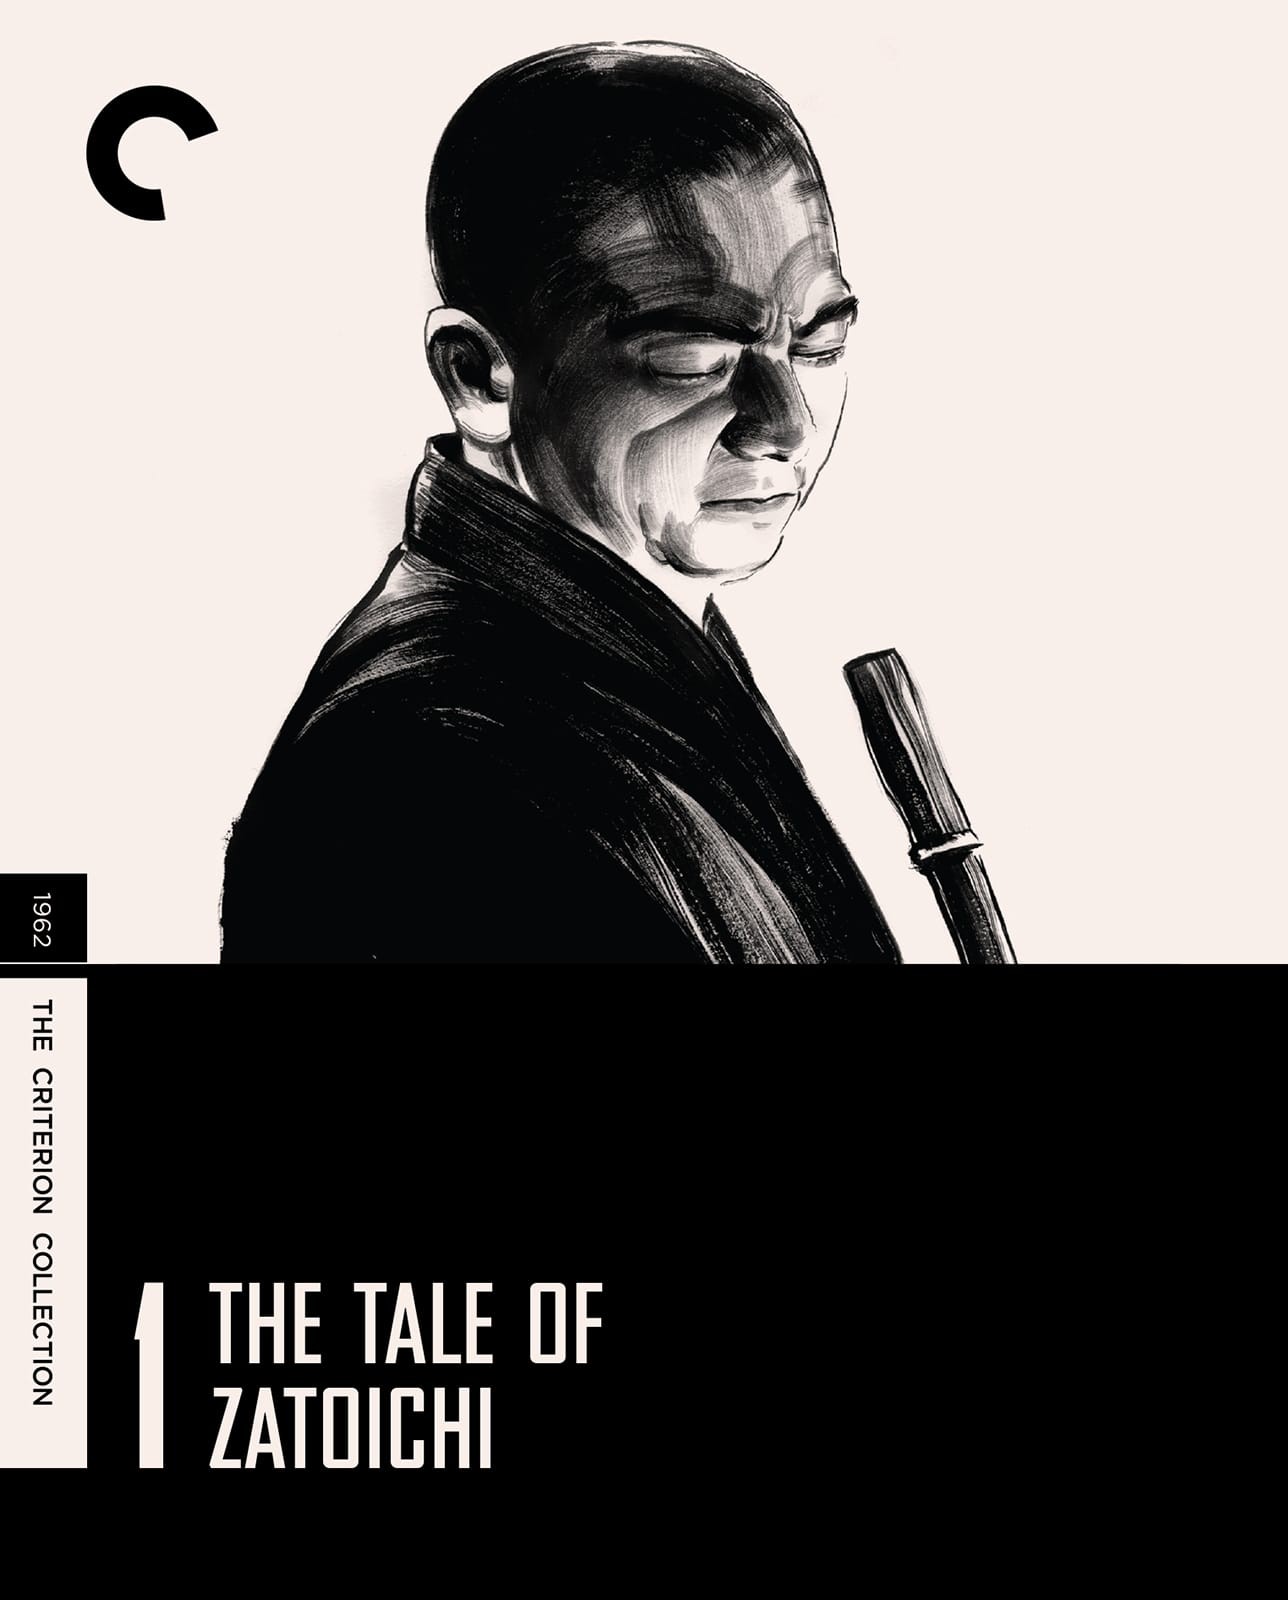 1962
THE CRITERION COLLECTION
1 THE TALE OF
ZATOICHI